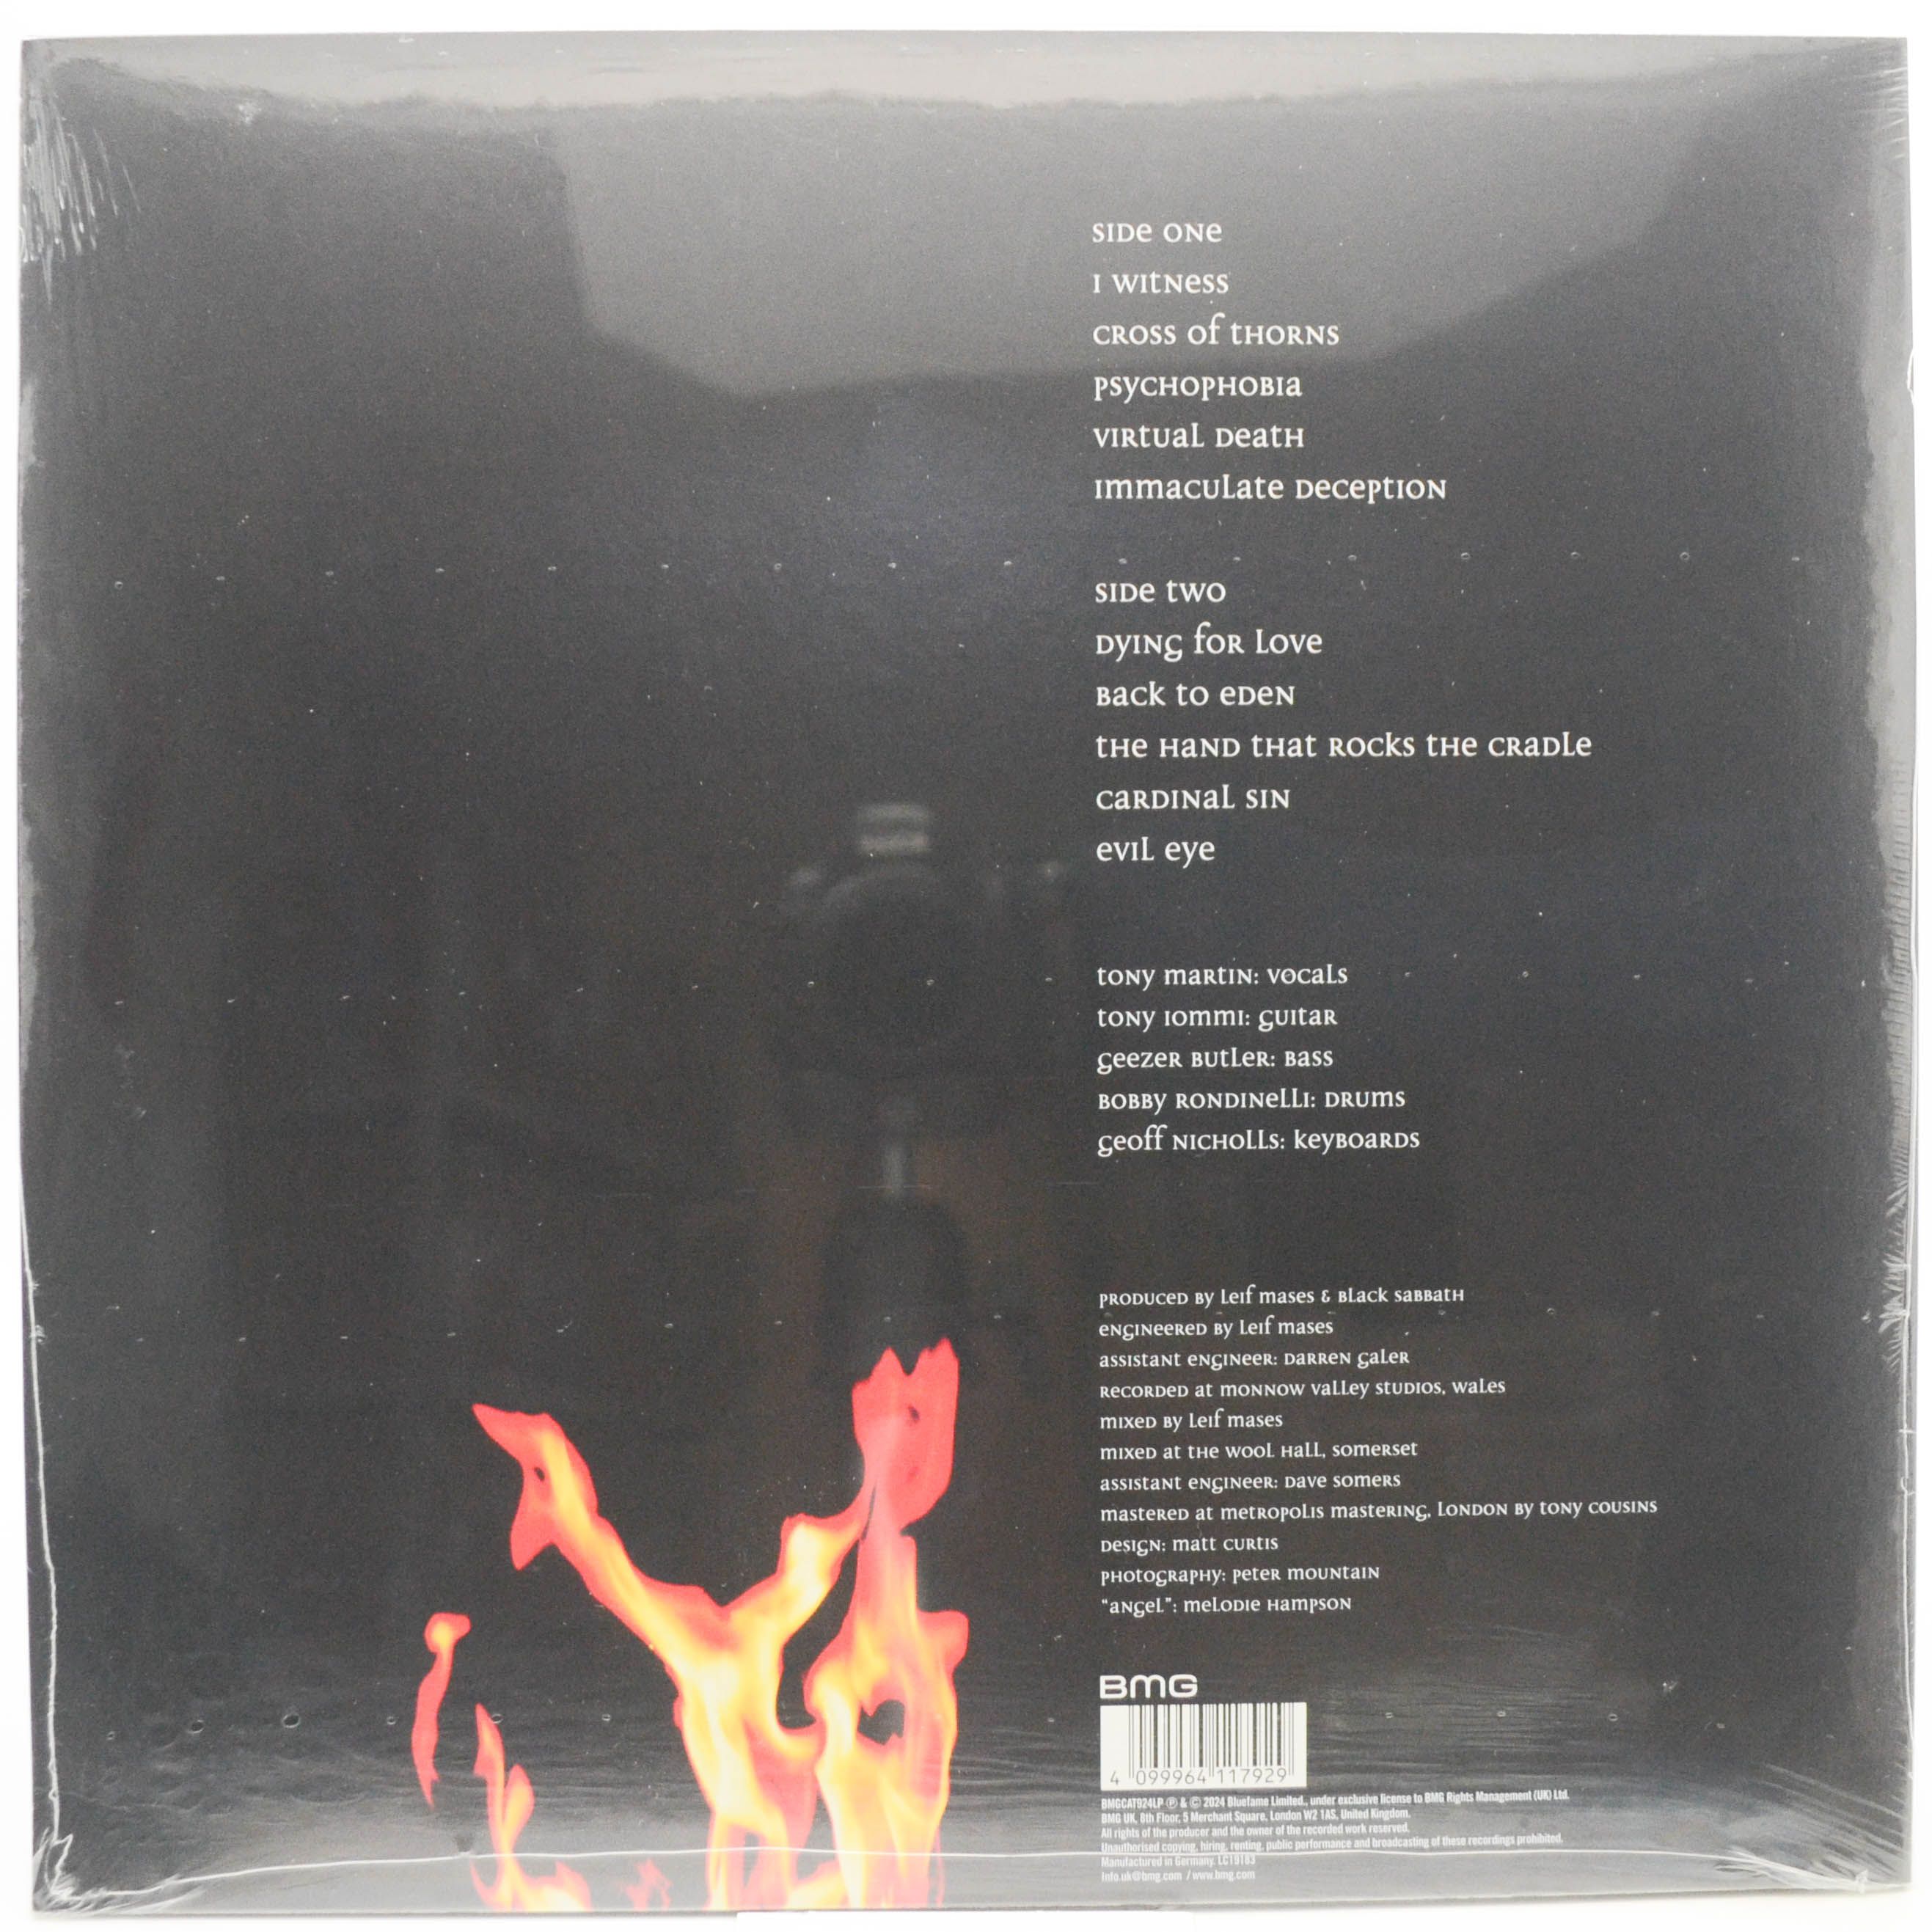 Side One
I Witness
Cross of Thorns
Psychophobia
Virtual Death
Immaculate Deception
Side Two
Dying for Love
Back to Eden
The Hand That Rocks the Cradle
Cardinal Sin
Evil Eye
Tony Martin: Vocals
Tony Iommi: Guitar
Geezer Butler: Bass
Bobby Rondinelli: Drums
Geoff Nicholls: Keyboards
Produced by Leif Mases & Black Sabbath
Engineered by Leif Mases
Assistant Engineer: Darren Galer
Recorded at Monnow Valley Studios, Wales
Mixed by Leif Mases
Mixed at the Wool Hall, Somerset
Assistant Engineer: Dave Somers
Mastered at Metropolis Mastering, London by Tony Cousins
Design: Matt Curtis
Photography: Peter Mountain
"Angel": Melodie Hampson
BMG
4 099964 117929
BMGCAT924LP ℗ & © 2024 Bluefame Limited., under exclusive license to BMG Rights Management (UK) Ltd.
BMG UK, 8th Floor, 5 Merchant Square, London W2 1AS, United Kingdom.
All rights of the producer and the owner of the recorded work reserved.
Unauthorised copying, hiring, renting, public performance and broadcasting of these recordings prohibited.
Manufactured in Germany. LC19183
Info.uk@bmg.com / www.bmg.com